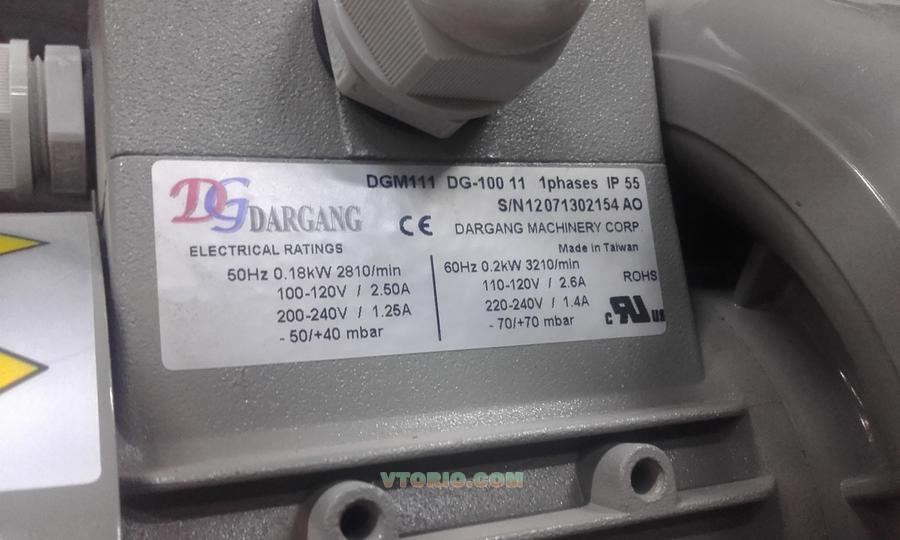 DGM111 DG-100 11 1phases IP 55
S/N12071302154 AO
DG DARGANG
CE
DARGANG MACHINERY CORP
Made in Taiwan
ELECTRICAL RATINGS
50Hz 0.18kW 2810/min
100-120V / 2.50A
200-240V / 1.25A
- 50/+40 mbar
60Hz 0.2kW 3210/min
110-120V / 2.6A
220-240V / 1.4A
- 70/+70 mbar
ROHS
c RU us
VTORIO.COM